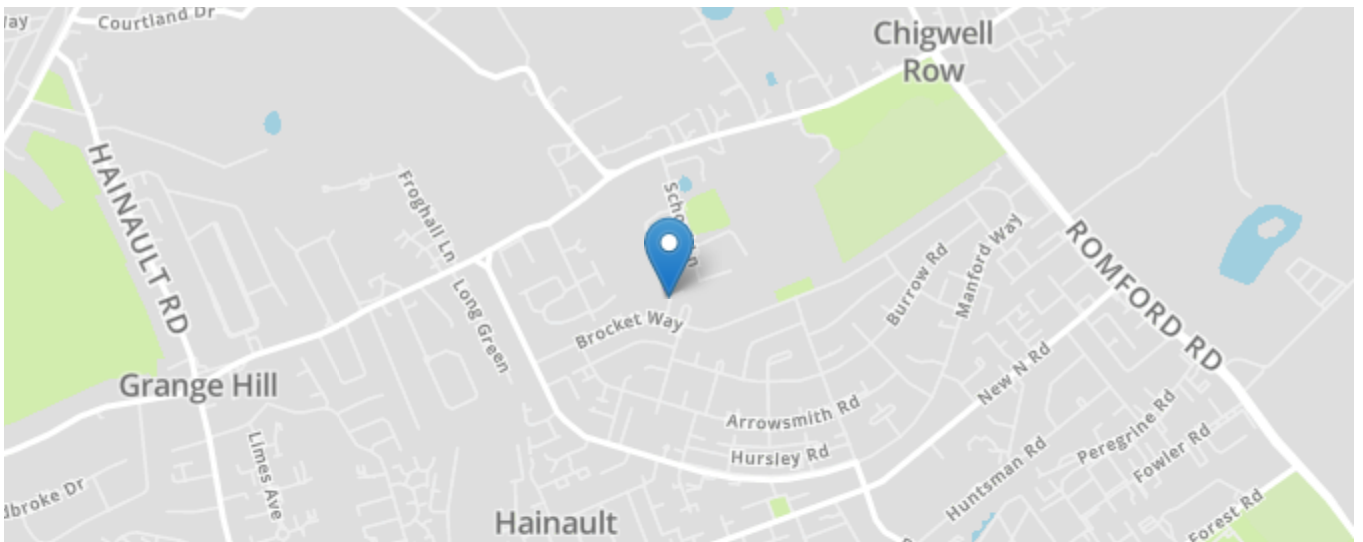 Courtland Dr
Chigwell
Row
HAINAULT RD
Froghall Ln
Long Green
Brocket Way
Burrow Rd
Manford Way
ROMFORD RD
Grange Hill
New N Rd
Arrowsmith Rd
Hursley Rd
Peregrine Rd
Fowler Rd
Huntsman Rd
Limes Ave
Hainault
Forest Rd